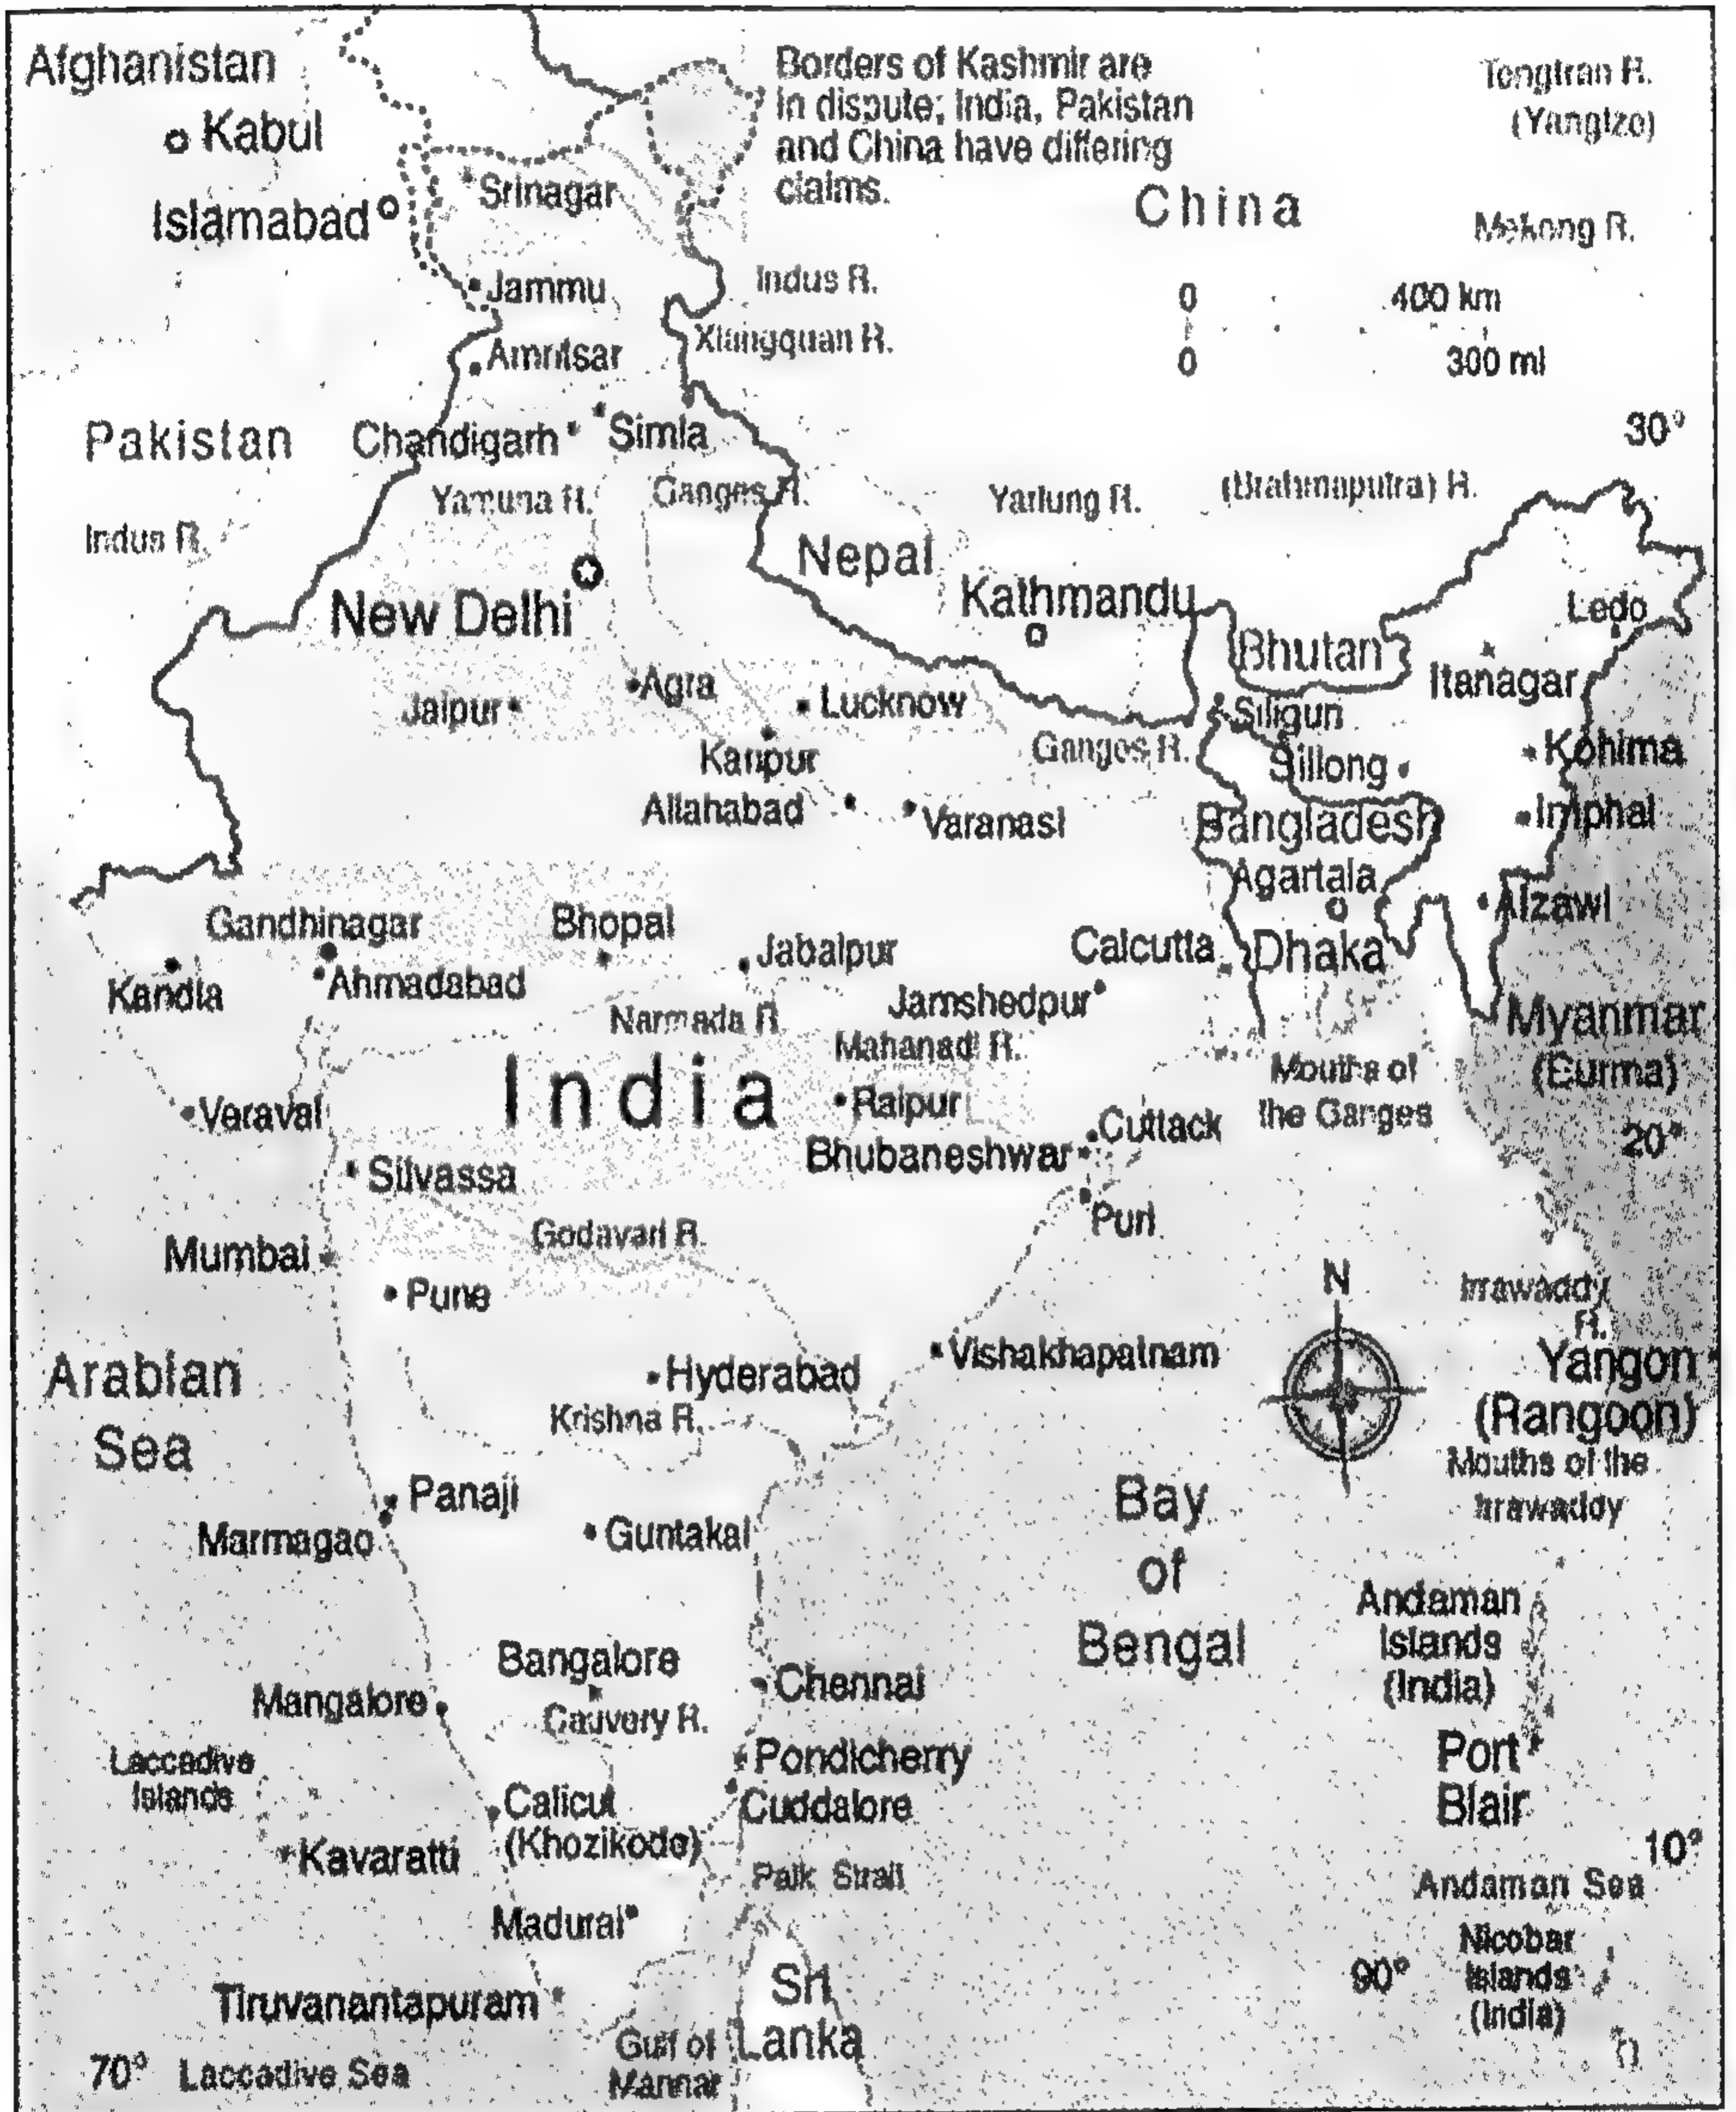 Afghanistan
Kabul
Islamabad
Srinagar
Jammu
Amritsar
Borders of Kashmir are
in dispute; India, Pakistan
and China have differing
claims.
China
Tongtian R.
(Yangtze)
Mekong R.
Indus R.
Xiangquan R.
0 400 km
0 300 mi
30°
Pakistan
Chandigarh
Simla
Yamuna R.
Ganges R.
Indus R.
Yarlung R.
(Brahmaputra) R.
Nepal
Kathmandu
New Delhi
Bhutan
Ledo
Itanagar
Jaipur
Agra
Lucknow
Siligun
Kanpur
Ganges R.
Sillong
Kohima
Allahabad
Varanasi
Bangladesh
Imphal
Agartala
Aizawl
Gandhinagar
Bhopal
Jabalpur
Calcutta
Dhaka
Kandla
Ahmadabad
Jamshedpur
Narmada R.
Mahanadi R.
Myanmar
(Burma)
India
Mouths of
the Ganges
Veraval
Raipur
Cuttack
20°
Bhubaneshwar
Silvassa
Puri
Godavari R.
Mumbai
Pune
N
Irrawaddy
R.
Arabian
Sea
Hyderabad
Vishakhapatnam
Yangon
(Rangoon)
Krishna R.
Mouths of the
Irrawaddy
Panaji
Marmagao
Guntakal
Bay
of
Bengal
Andaman
Islands
(India)
Bangalore
Mangalore
Cauvery R.
Chennai
Laccadive
Islands
Pondicherry
Port
Blair
Calicut
(Khozikode)
Cuddalore
Kavaratti
10°
Palk Strait
Andaman Sea
Madurai
Nicobar
Islands
(India)
90°
Tiruvanantapuram
Sri
Lanka
Gulf of
Mannar
70°
Laccadive Sea